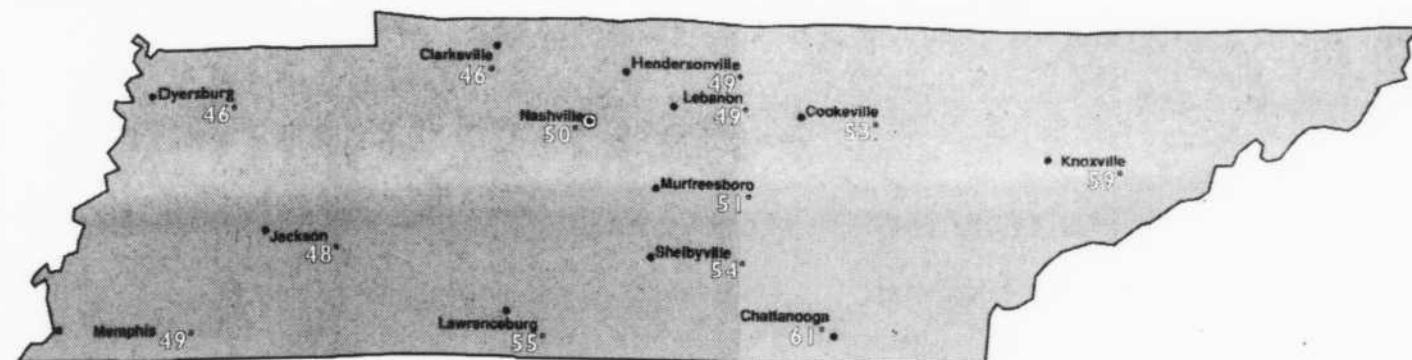 Clarksville
46°
Hendersonville
49°
Dyersburg
46°
Lebanon
49°
Nashville
50°
Cookeville
53°
Knoxville
59°
Murfreesboro
51°
Jackson
48°
Shelbyville
54°
Memphis
49°
Lawrenceburg
55°
Chattanooga
61°